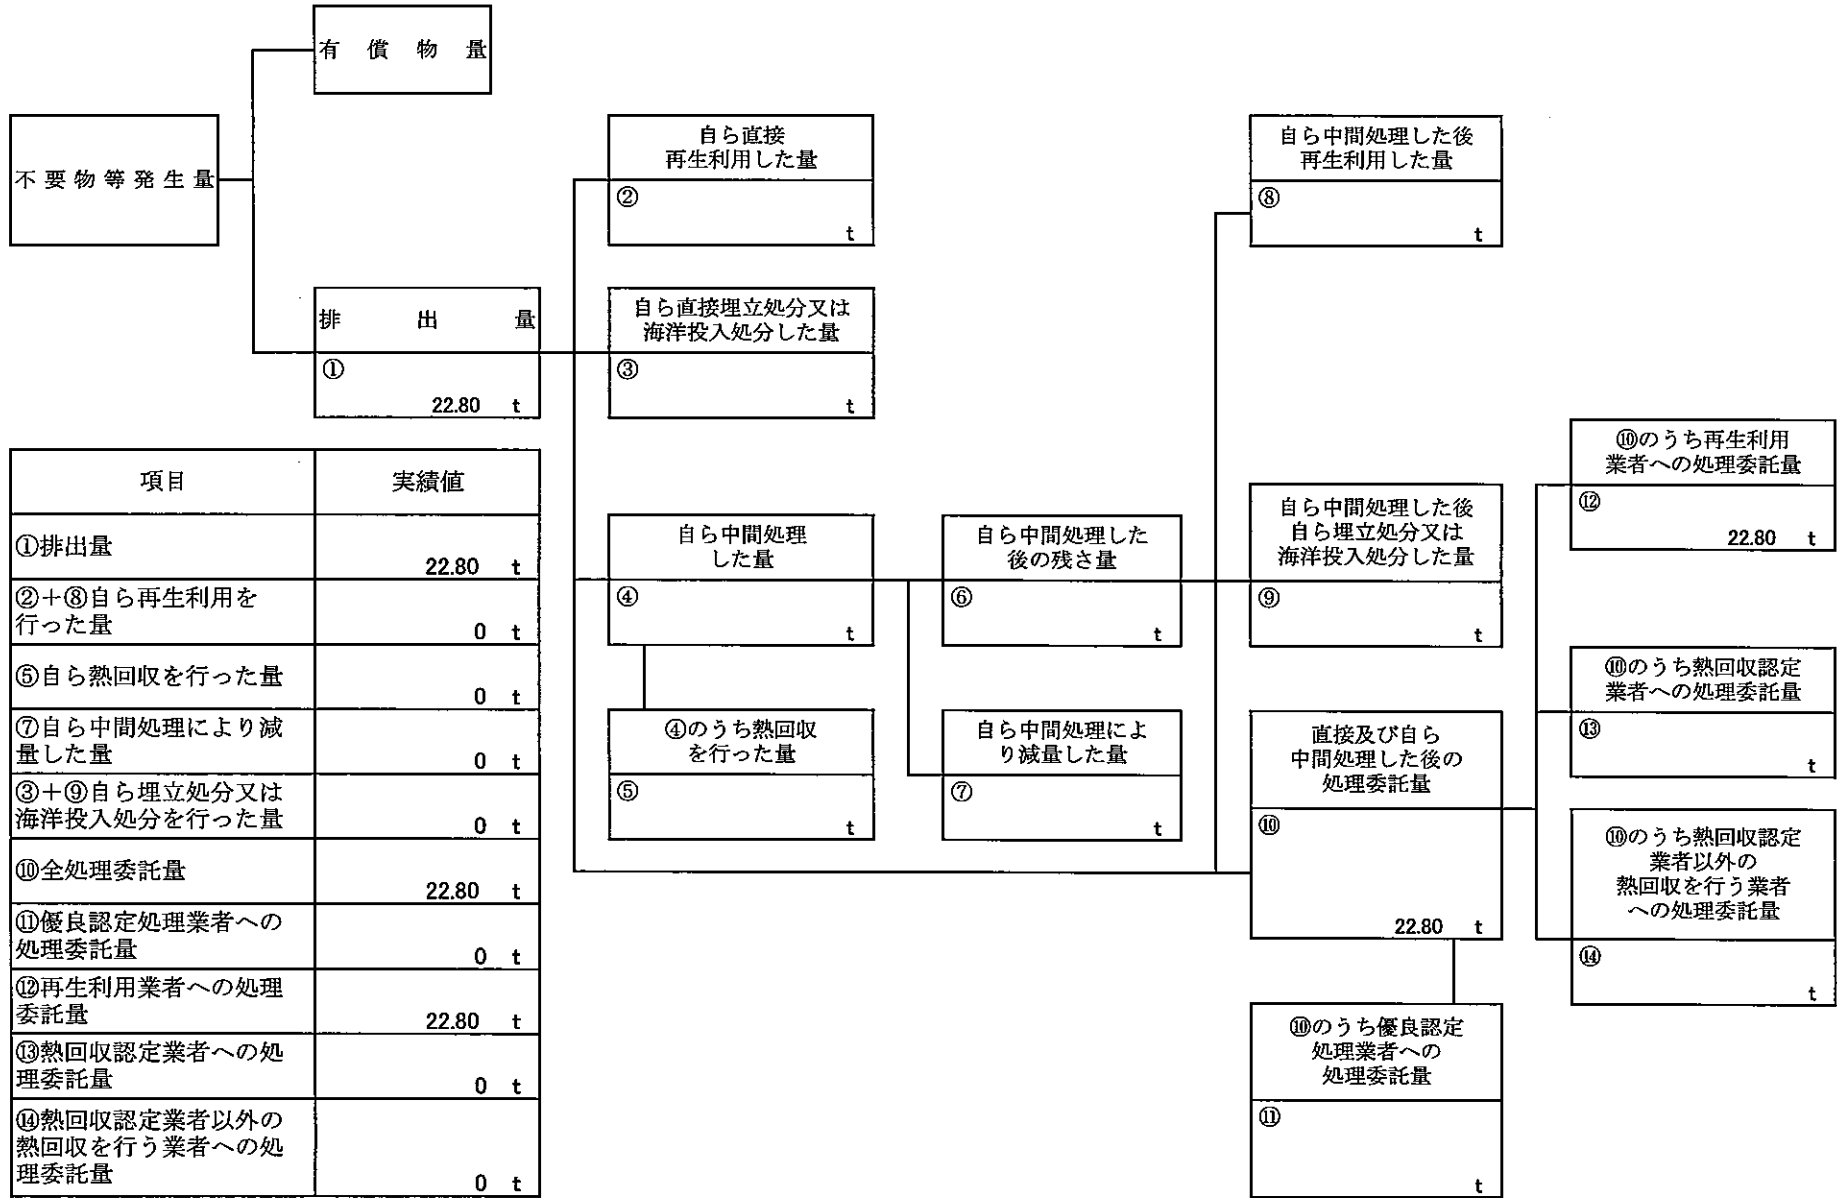 有償物量
不要物等発生量
排出量
①
22.80 t
自ら直接
再生利用した量
②
t
自ら直接埋立処分又は
海洋投入処分した量
③
t
自ら中間処理
した量
④
t
④のうち熱回収
を行った量
⑤
t
自ら中間処理した
後の残さ量
⑥
t
自ら中間処理によ
り減量した量
⑦
t
自ら中間処理した後
再生利用した量
⑧
t
自ら中間処理した後
自ら埋立処分又は
海洋投入処分した量
⑨
t
直接及び自ら
中間処理した後の
処理委託量
⑩
22.80 t
⑩のうち優良認定
処理業者への
処理委託量
⑪
t
⑩のうち再生利用
業者への処理委託量
⑫
22.80 t
⑩のうち熱回収認定
業者への処理委託量
⑬
t
⑩のうち熱回収認定
業者以外の
熱回収を行う業者
への処理委託量
⑭
t
項目 実績値
①排出量
22.80 t
②+⑧自ら再生利用を
行った量
0 t
⑤自ら熱回収を行った量
0 t
⑦自ら中間処理により減
量した量
0 t
③+⑨自ら埋立処分又は
海洋投入処分を行った量
0 t
⑩全処理委託量
22.80 t
⑪優良認定処理業者への
処理委託量
0 t
⑫再生利用業者への処理
委託量
22.80 t
⑬熱回収認定業者への処
理委託量
0 t
⑭熱回収認定業者以外の
熱回収を行う業者への処
理委託量
0 t